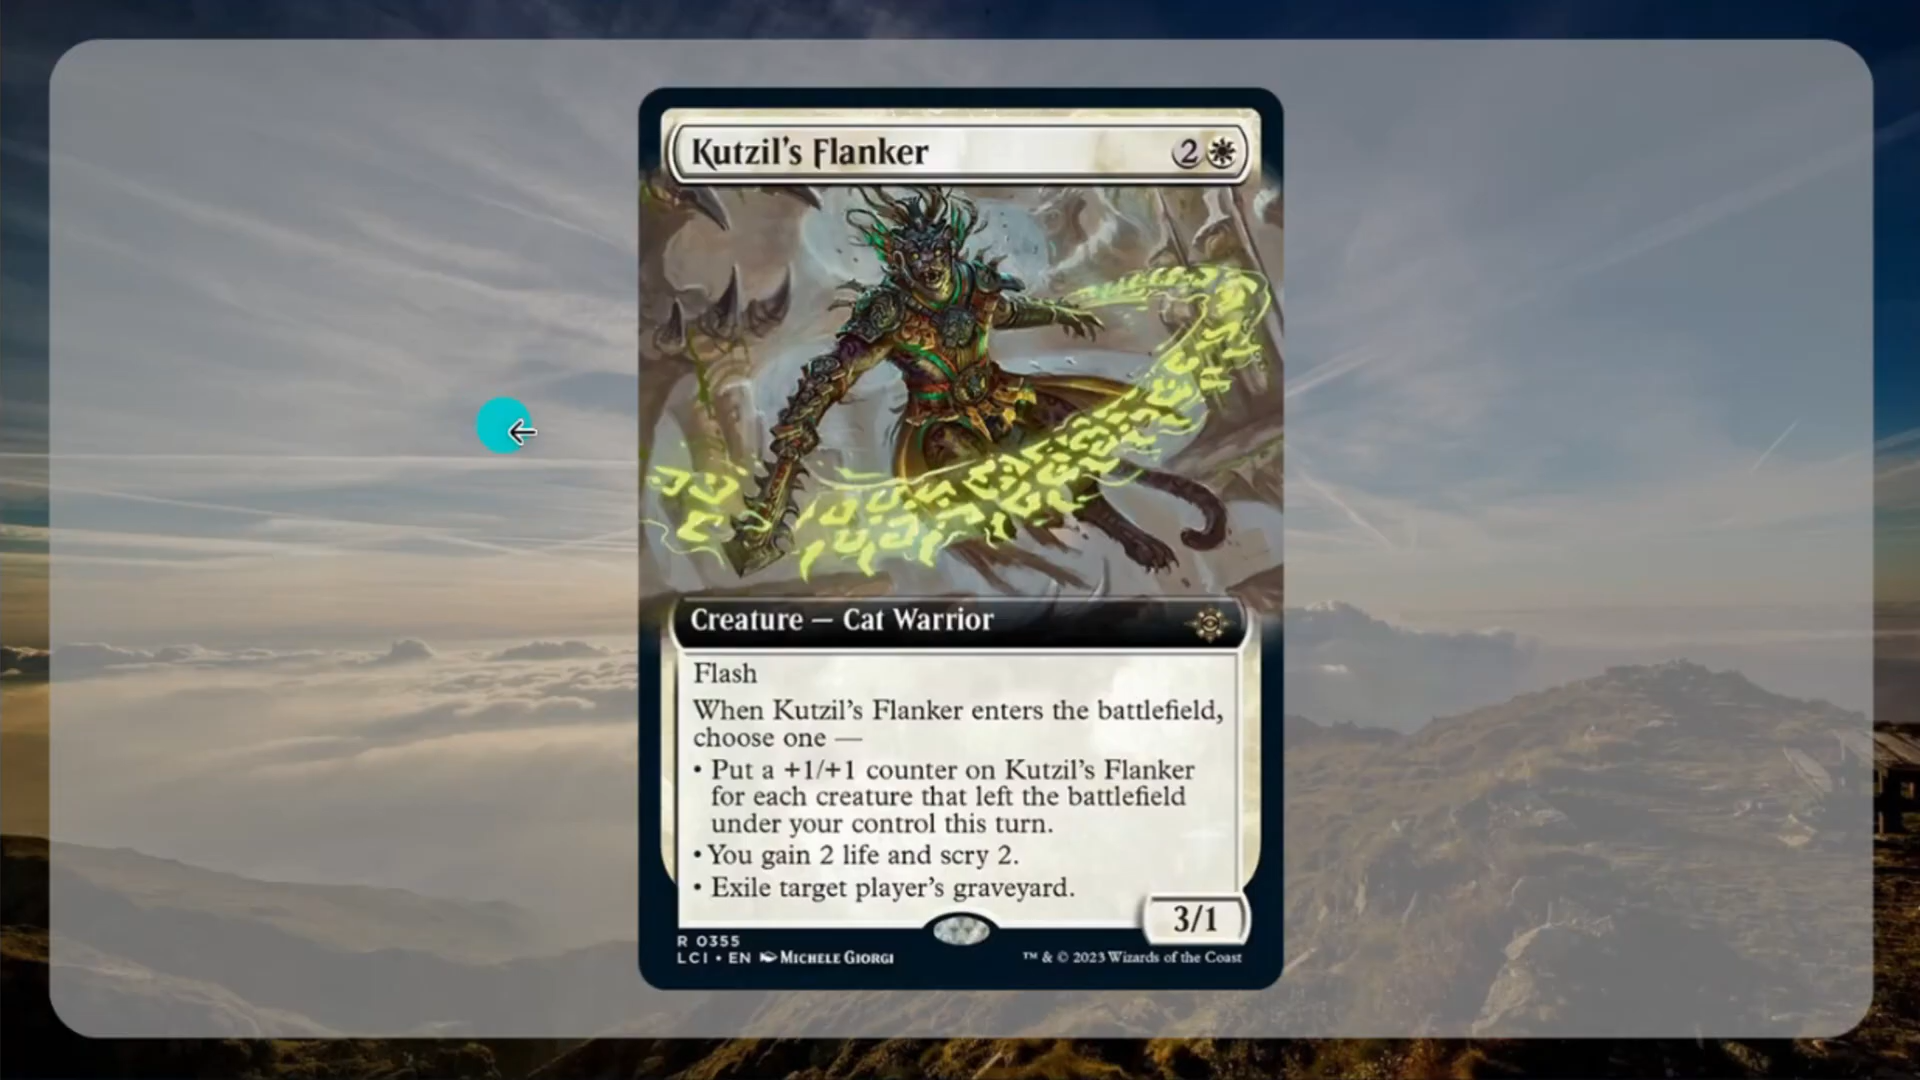 Kutzil's Flanker 2
Creature — Cat Warrior
Flash
When Kutzil's Flanker enters the battlefield,
choose one —
• Put a +1/+1 counter on Kutzil's Flanker
for each creature that left the battlefield
under your control this turn.
• You gain 2 life and scry 2.
• Exile target player's graveyard.
3/1
R 0355
LCI • EN Michele Giorgi
™ & © 2023 Wizards of the Coast